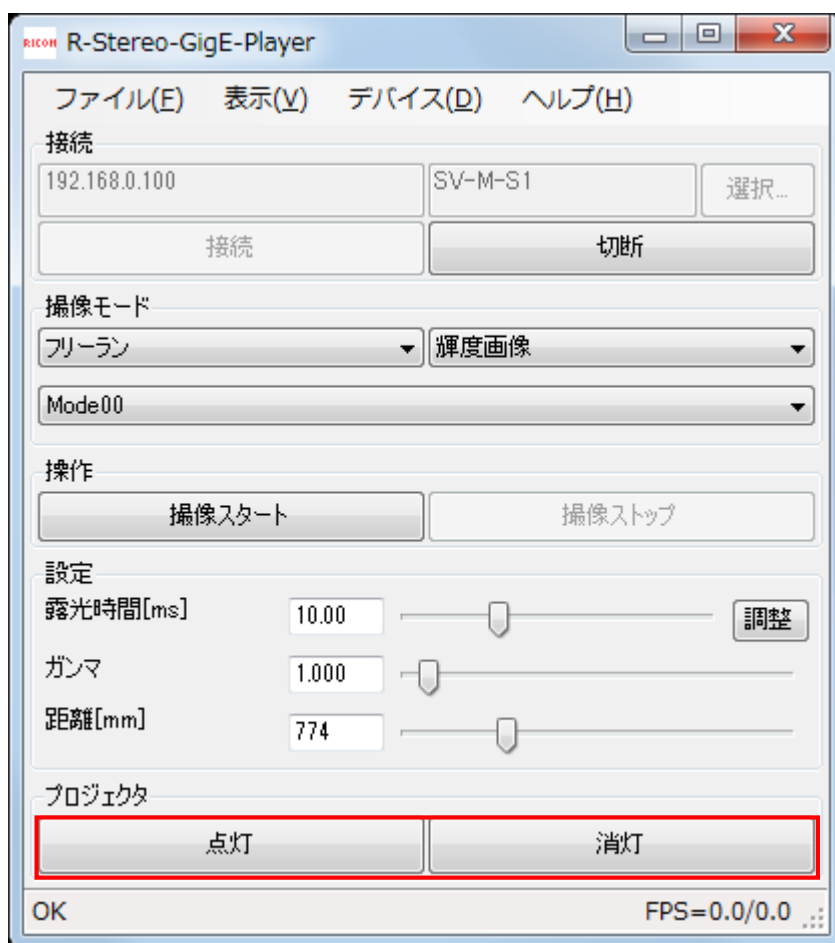 RICOH R-Stereo-GigE-Player
ファイル(F) 表示(V) デバイス(D) ヘルプ(H)
接続
192.168.0.100 SV-M-S1 選択...
接続 切断
撮像モード
フリーラン 輝度画像
Mode00
操作
撮像スタート 撮像ストップ
設定
露光時間[ms] 10.00 調整
ガンマ 1.000
距離[mm] 774
プロジェクタ
点灯 消灯
OK FPS=0.0/0.0